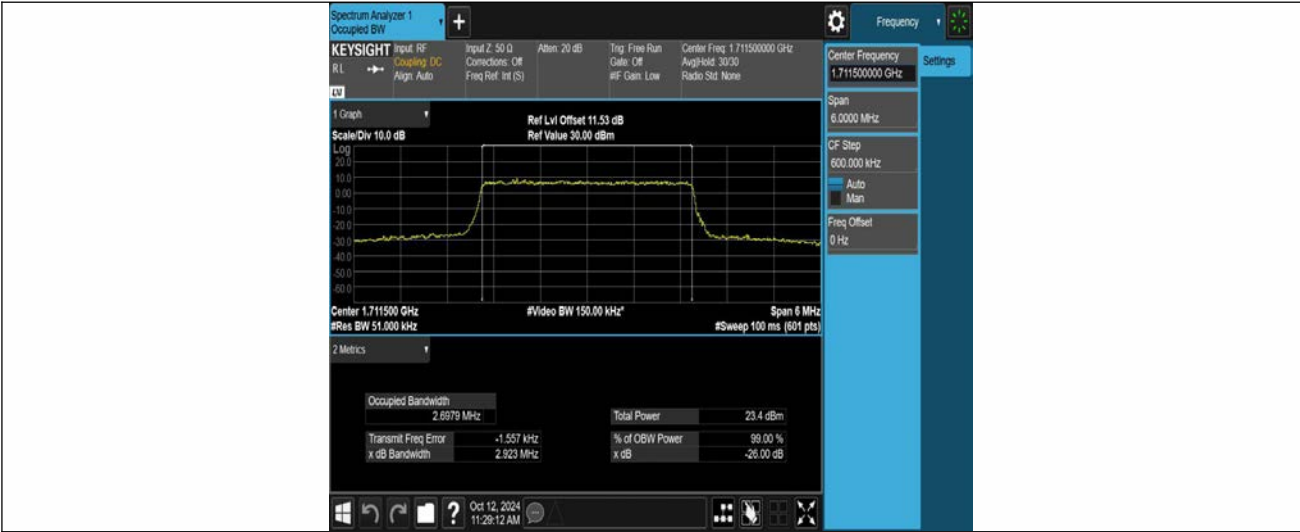 Spectrum Analyzer 1
Occupied BW
+
Frequency
KEYSIGHT
RL
Input: RF
Coupling: DC
Align: Auto
Input Z: 50 Ω
Corrections: Off
Freq Ref: Int (S)
Atten: 20 dB
Trig: Free Run
Gate: Off
#IF Gain: Low
Center Freq: 1.711500000 GHz
Avg|Hold: 30/30
Radio Std: None
Center Frequency
1.711500000 GHz
Settings
Span
6.0000 MHz
CF Step
600.000 kHz
Auto
Man
Freq Offset
0 Hz
1 Graph
Scale/Div 10.0 dB
Ref Lvl Offset 11.53 dB
Ref Value 30.00 dBm
Log
20.0
10.0
0.00
-10.0
-20.0
-30.0
-40.0
-50.0
-60.0
Center 1.711500 GHz
#Res BW 51.000 kHz
#Video BW 150.00 kHz*
Span 6 MHz
#Sweep 100 ms (601 pts)
2 Metrics
Occupied Bandwidth
2.6979 MHz
Total Power 23.4 dBm
Transmit Freq Error -1.557 kHz
% of OBW Power 99.00 %
x dB Bandwidth 2.923 MHz
x dB -26.00 dB
?
Oct 12, 2024
11:29:12 AM